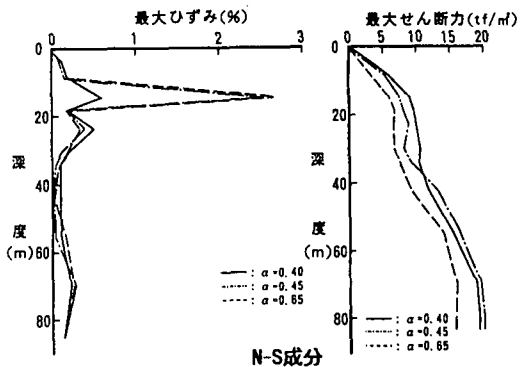 最大ひずみ(%)
0 1 2 3
0
20
40
60
80
深
度
(m)
——: α=0.40
—・・—: α=0.45
-----: α=0.65
最大せん断力(tf/㎡)
0 5 10 15 20
0
20
40
60
80
深
度
(m)
——: α=0.40
—・・—: α=0.45
-----: α=0.65
N-S成分